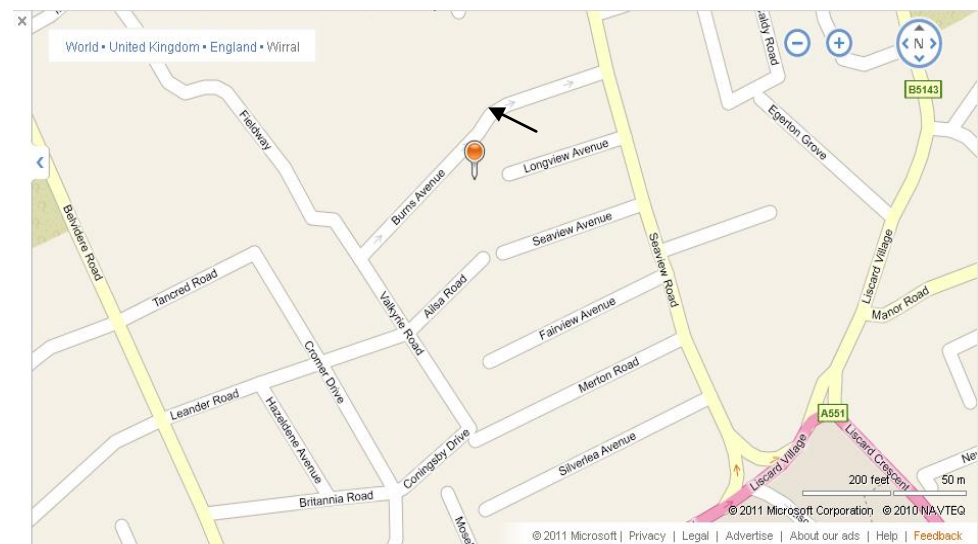 World • United Kingdom • England • Wirral
N
B5143
Fieldway
Egerton Grove
Longview Avenue
Burns Avenue
Belvidere Road
Seaview Avenue
Seaview Road
Liscard Village
Tancred Road
Ailsa Road
Valkyrie Road
Manor Road
Fairview Avenue
Cromer Drive
Merton Road
Leander Road
Hazeldene Avenue
A551
Coningsby Drive
Silverlea Avenue
Liscard Village
Liscard Crescent
Britannia Road
200 feet 50 m
© 2011 Microsoft Corporation © 2010 NAVTEQ
© 2011 Microsoft | Privacy | Legal | Advertise | About our ads | Help | Feedback